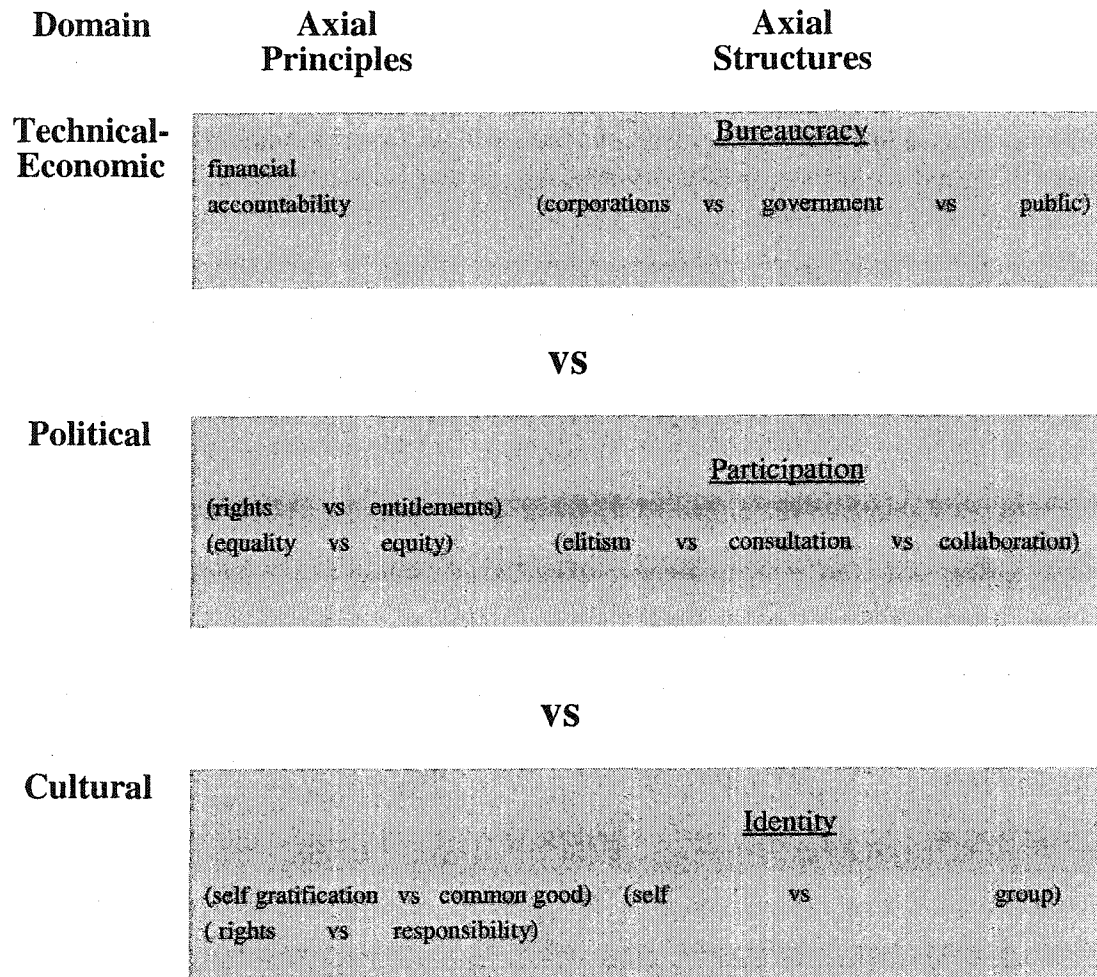 Domain Axial Principles Axial Structures
Technical-Economic
Bureaucracy
financial
accountability (corporations vs government vs public)
vs
Political
Participation
(rights vs entitlements)
(equality vs equity) (elitism vs consultation vs collaboration)
vs
Cultural
Identity
(self gratification vs common good) (self vs group)
( rights vs responsibility)